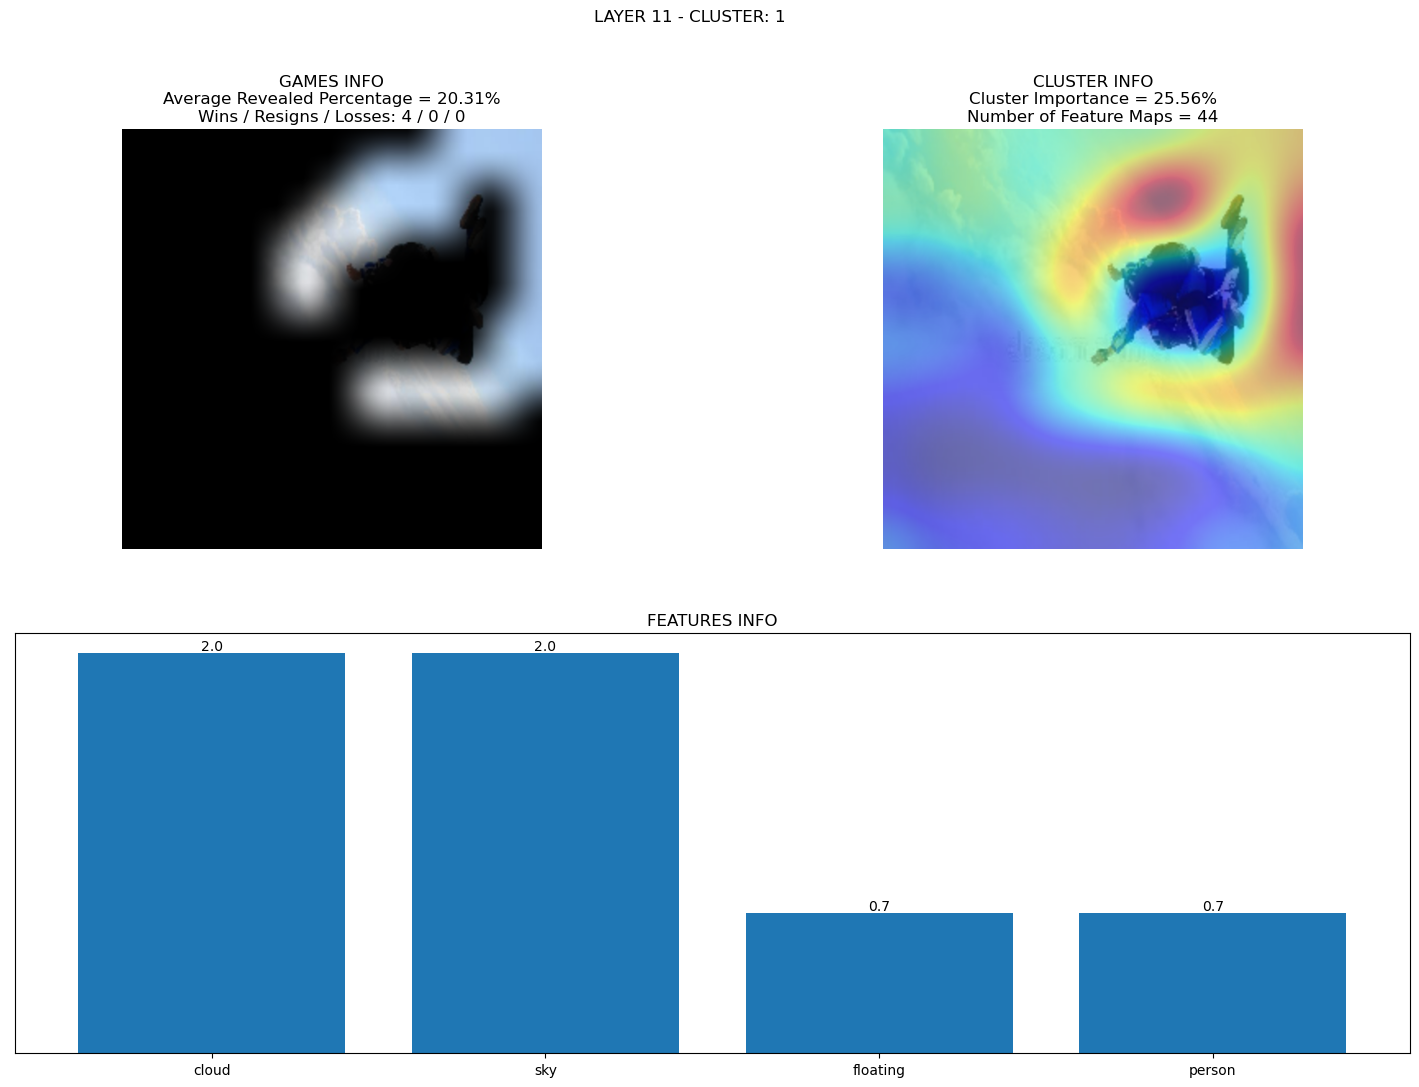 LAYER 11 - CLUSTER: 1
GAMES INFO
Average Revealed Percentage = 20.31%
Wins / Resigns / Losses: 4 / 0 / 0
CLUSTER INFO
Cluster Importance = 25.56%
Number of Feature Maps = 44
FEATURES INFO
2.0
2.0
0.7
0.7
cloud
sky
floating
person